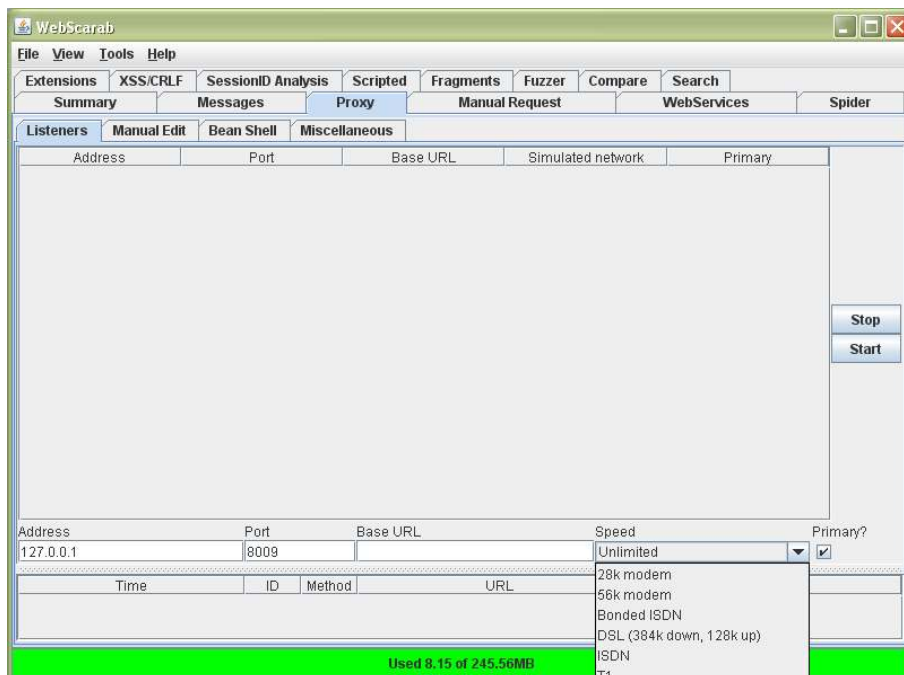 WebScarab
File View Tools Help
Extensions XSS/CRLF SessionID Analysis Scripted Fragments Fuzzer Compare Search
Summary Messages Proxy Manual Request WebServices Spider
Listeners Manual Edit Bean Shell Miscellaneous
Address Port Base URL Simulated network Primary
Stop
Start
Address Port Base URL Speed Primary?
127.0.0.1 8009 Unlimited
28k modem
56k modem
Bonded ISDN
DSL (384k down, 128k up)
ISDN
T1
Time ID Method URL
Used 8.15 of 245.56MB